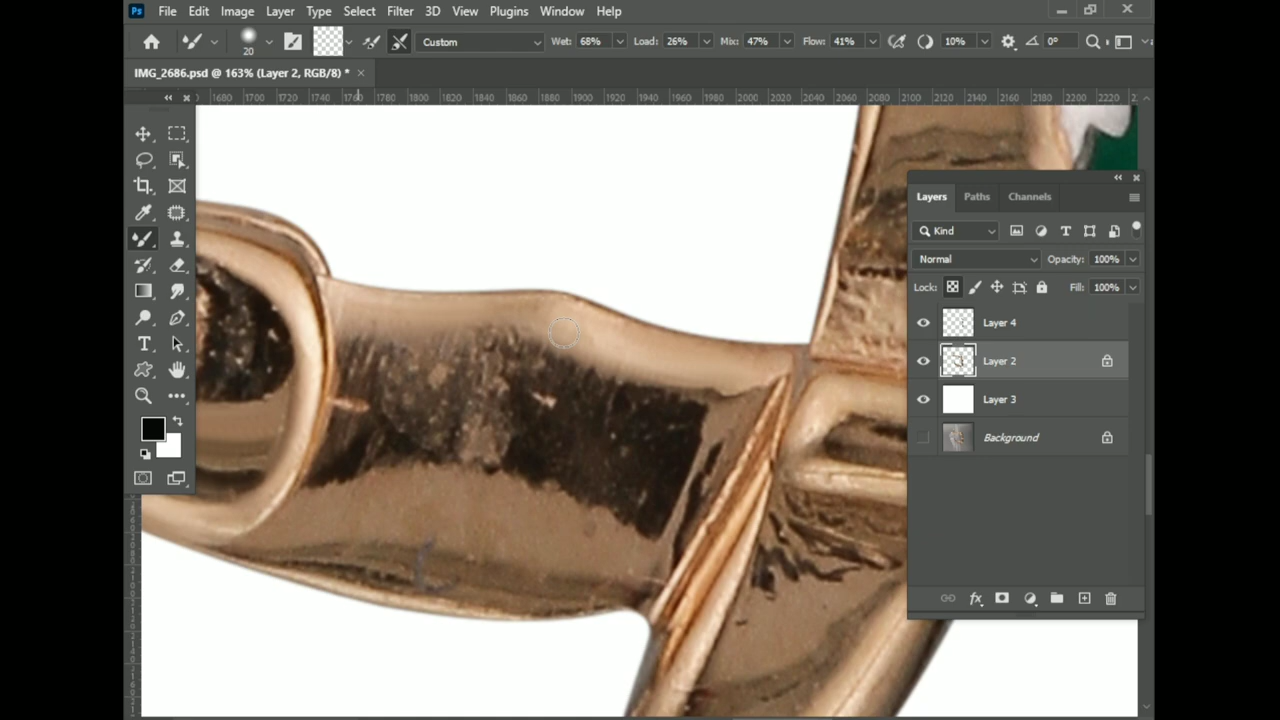 Ps File Edit Image Layer Type Select Filter 3D View Plugins Window Help
20 Custom Wet: 68% Load: 26% Mix: 47% Flow: 41% 10% 0°
IMG_2686.psd @ 163% (Layer 2, RGB/8) * ×
1680 1700 1720 1740 1760 1780 1800 1820 1840 1860 1880 1900 1920 1940 1960 1980 2000 2020 2040 2060 2080 2100 2120 2140 2160 2180 2200 2220
Layers Paths Channels
Kind
Normal Opacity: 100%
Lock: Fill: 100%
Layer 4
Layer 2
Layer 3
Background
fx